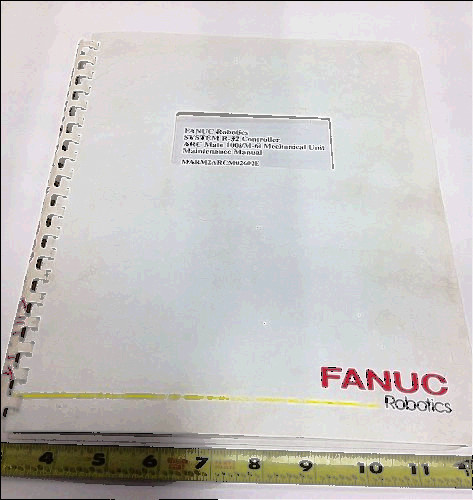 FANUC Robotics
SYSTEM R-J2 Controller
ARC Mate 100i/M-6i Mechanical Unit
Maintenance Manual
MARM2ARCM02602E
FANUC
Robotics
4 5 6 7 8 9 10 11